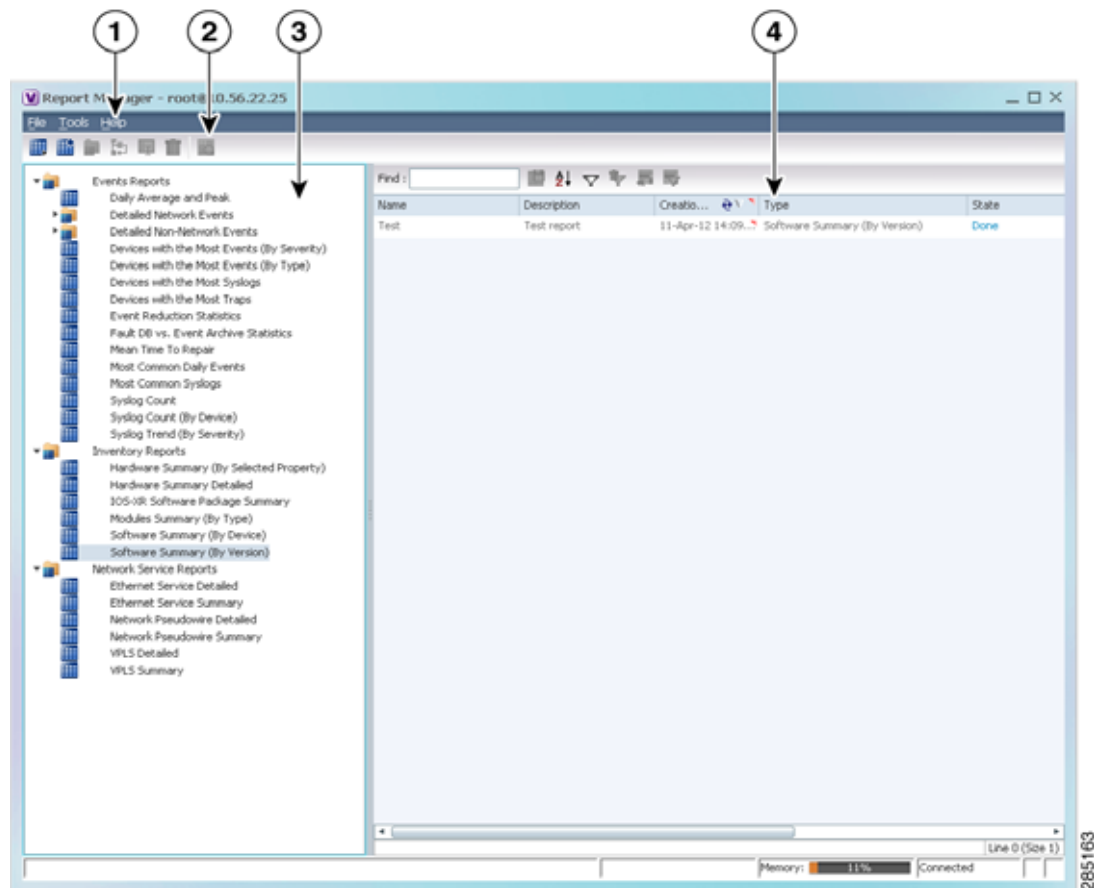 1 2 3 4
Report Manager - root@10.56.22.25
File Tools Help
Find :
Name Description Creatio... Type State
Test Test report 11-Apr-12 14:09... Software Summary (By Version) Done
Events Reports
Daily Average and Peak
Detailed Network Events
Detailed Non-Network Events
Devices with the Most Events (By Severity)
Devices with the Most Events (By Type)
Devices with the Most Syslogs
Devices with the Most Traps
Event Reduction Statistics
Fault DB vs. Event Archive Statistics
Mean Time To Repair
Most Common Daily Events
Most Common Syslogs
Syslog Count
Syslog Count (By Device)
Syslog Trend (By Severity)
Inventory Reports
Hardware Summary (By Selected Property)
Hardware Summary Detailed
IOS-XR Software Package Summary
Modules Summary (By Type)
Software Summary (By Device)
Software Summary (By Version)
Network Service Reports
Ethernet Service Detailed
Ethernet Service Summary
Network Pseudowire Detailed
Network Pseudowire Summary
VPLS Detailed
VPLS Summary
Line 0 (Size 1)
Memory: 11% Connected
285163